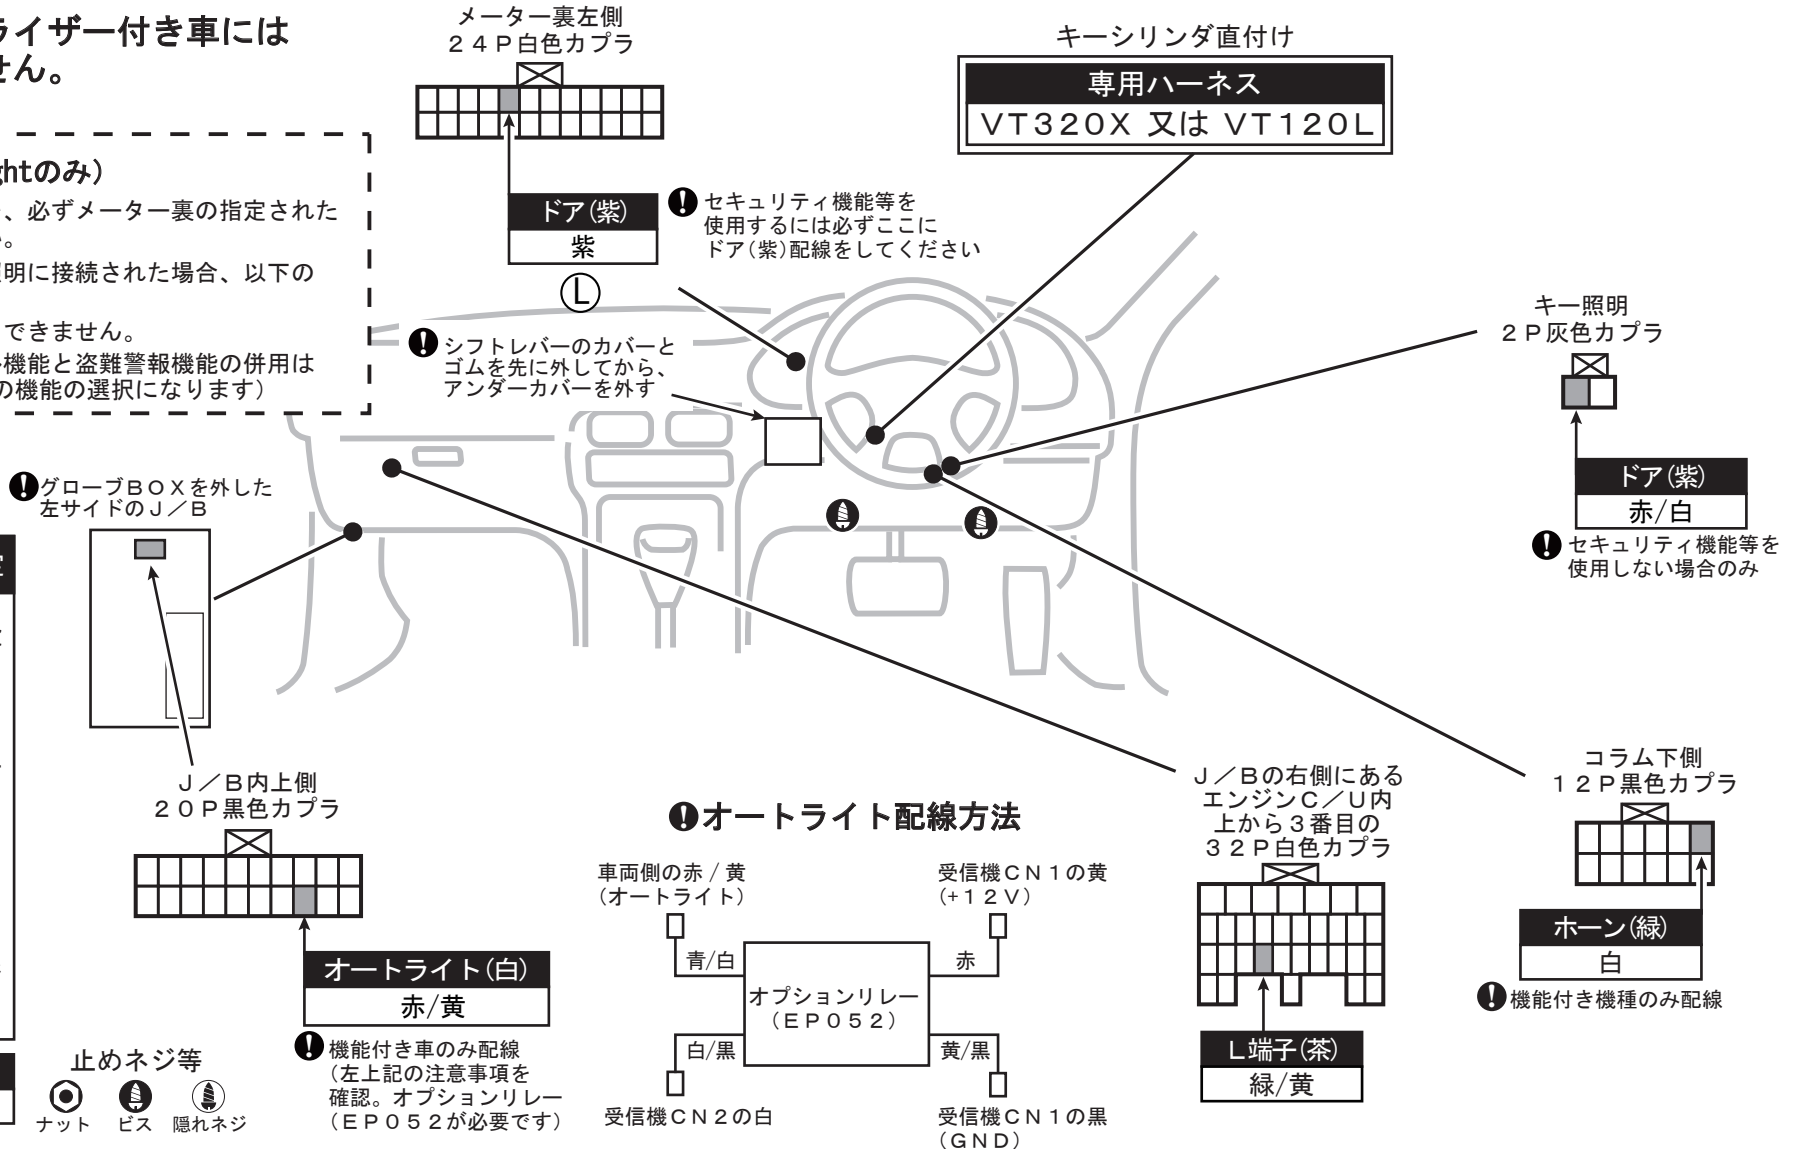 ライザー付き車には
せん。
ghtのみ)
、必ずメーター裏の指定された
い。
照明に接続された場合、以下の
できません。
機能と盗難警報機能の併用は
の機能の選択になります)
メーター裏左側
24P白色カプラ
ドア(紫)
紫
Ⓛ
セキュリティ機能等を
使用するには必ずここに
ドア(紫)配線をしてください
キーシリンダ直付け
専用ハーネス
VT320X 又は VT120L
シフトレバーのカバーと
ゴムを先に外してから、
アンダーカバーを外す
キー照明
2P灰色カプラ
ドア(紫)
赤/白
セキュリティ機能等を
使用しない場合のみ
グローブBOXを外した
左サイドのJ/B
J/B内上側
20P黒色カプラ
オートライト(白)
赤/黄
機能付き車のみ配線
(左上記の注意事項を
確認。オプションリレー
(EP052が必要です)
止めネジ等
ナット ビス 隠れネジ
オートライト配線方法
車両側の赤/黄
(オートライト)
受信機CN1の黄
(+12V)
青/白
赤
オプションリレー
(EP052)
白/黒
黄/黒
受信機CN2の白
受信機CN1の黒
(GND)
J/Bの右側にある
エンジンC/U内
上から3番目の
32P白色カプラ
L端子(茶)
緑/黄
コラム下側
12P黒色カプラ
ホーン(緑)
白
機能付き機種のみ配線